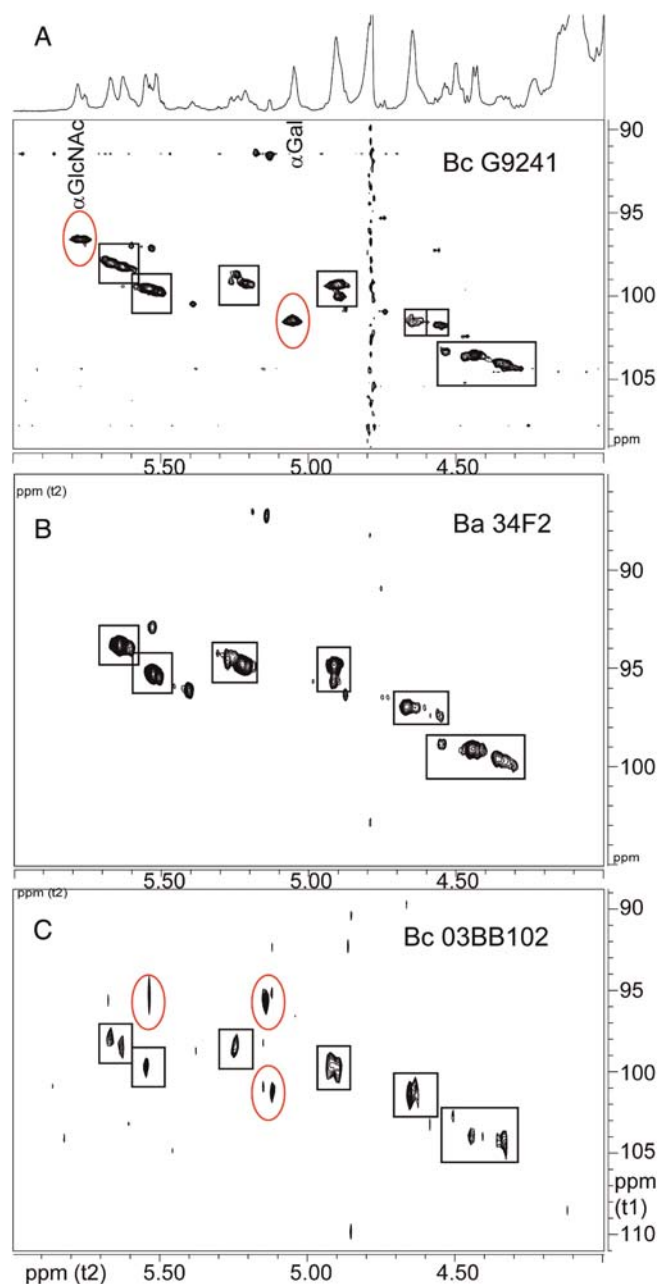 A
αGlcNAc
αGal
Bc G9241
90
95
100
105
ppm
5.50 5.00 4.50
ppm (t2)
B
Ba 34F2
90
95
100
ppm
5.50 5.00 4.50
ppm (t2)
C
Bc 03BB102
90
95
100
105
ppm
(t1)
110
ppm (t2) 5.50 5.00 4.50